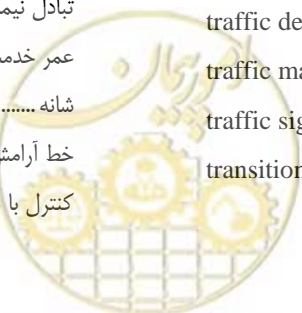 تبادل نیم
عمر خدم
شانه ........
خط آرامش
کنترل با
traffic de
traffic ma
traffic sig
transition